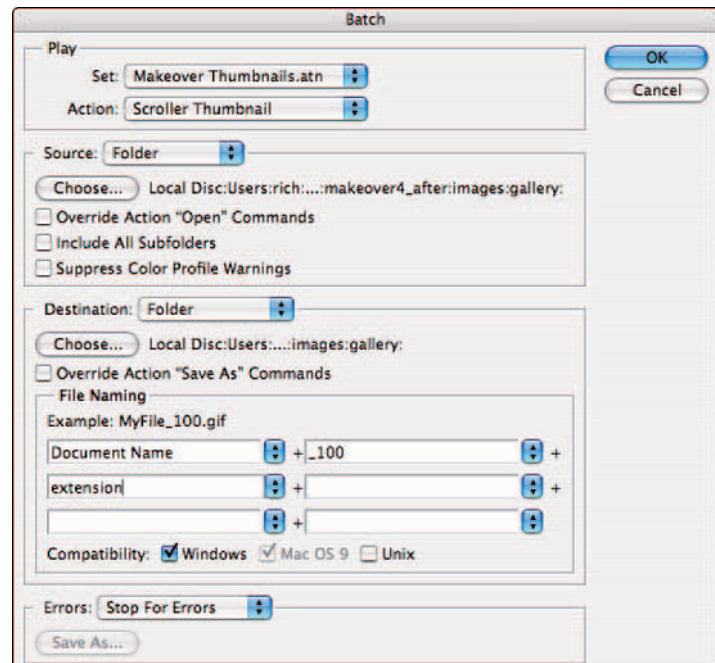 Batch
Play
OK
Set: Makeover Thumbnails.atn
Cancel
Action: Scroller Thumbnail
Source: Folder
Choose... Local Disc:Users:rich:...:makeover4_after:images:gallery:
Override Action "Open" Commands
Include All Subfolders
Suppress Color Profile Warnings
Destination: Folder
Choose... Local Disc:Users:...:images:gallery:
Override Action "Save As" Commands
File Naming
Example: MyFile_100.gif
Document Name + _100 +
extension + +
+
Compatibility: Windows Mac OS 9 Unix
Errors: Stop For Errors
Save As...